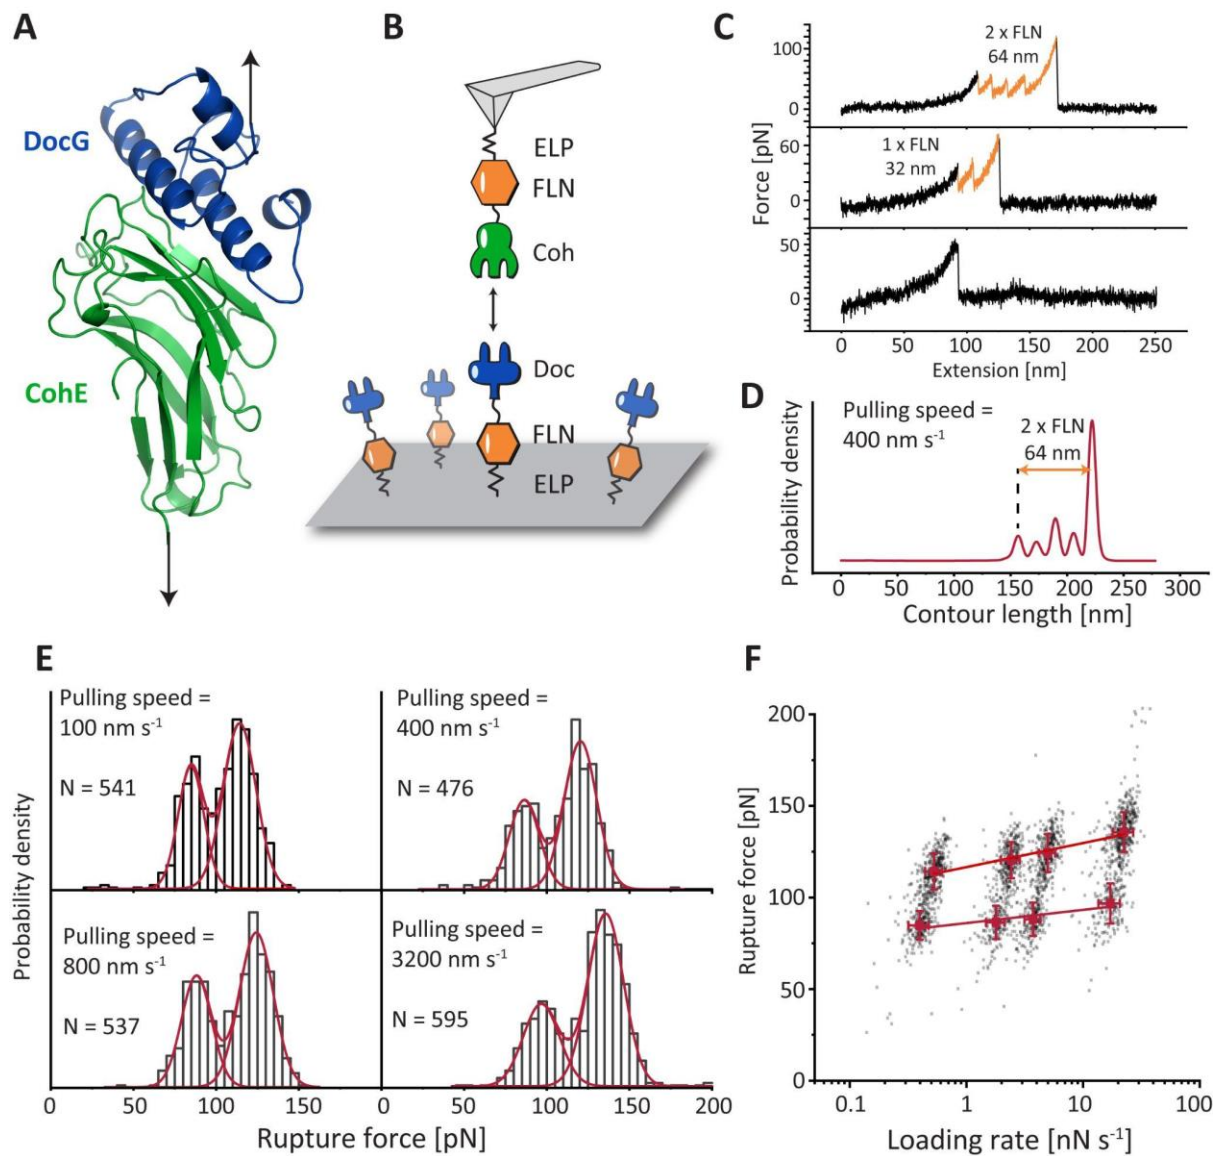 A
DocG
CohE
B
ELP
FLN
Coh
Doc
FLN
ELP
C
2 x FLN
64 nm
100
0
1 x FLN
32 nm
60
0
50
0
Force [pN]
0 50 100 150 200 250
Extension [nm]
D
Pulling speed =
400 nm s⁻¹
2 x FLN
64 nm
Probability density
0 50 100 150 200 250 300
Contour length [nm]
E
Pulling speed =
100 nm s⁻¹
N = 541
Pulling speed =
400 nm s⁻¹
N = 476
Pulling speed =
800 nm s⁻¹
N = 537
Pulling speed =
3200 nm s⁻¹
N = 595
Probability density
0 50 100 150 0 50 100 150 200
Rupture force [pN]
F
200
150
100
50
0
Rupture force [pN]
0.1 1 10 100
Loading rate [nN s⁻¹]